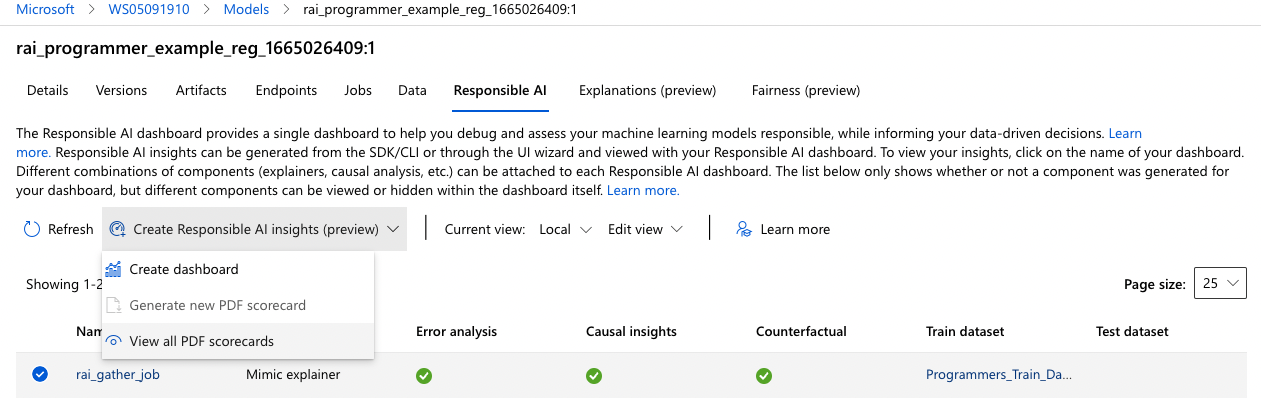 Microsoft > WS05091910 > Models > rai_programmer_example_reg_1665026409:1
rai_programmer_example_reg_1665026409:1
Details Versions Artifacts Endpoints Jobs Data Responsible AI Explanations (preview) Fairness (preview)
The Responsible AI dashboard provides a single dashboard to help you debug and assess your machine learning models responsible, while informing your data-driven decisions. Learn
more. Responsible AI insights can be generated from the SDK/CLI or through the UI wizard and viewed with your Responsible AI dashboard. To view your insights, click on the name of your dashboard.
Different combinations of components (explainers, causal analysis, etc.) can be attached to each Responsible AI dashboard. The list below only shows whether or not a component was generated for
your dashboard, but different components can be viewed or hidden within the dashboard itself. Learn more.
Refresh Create Responsible AI insights (preview) Current view: Local Edit view Learn more
Create dashboard
Showing 1-2 Page size: 25
Generate new PDF scorecard
Nam Error analysis Causal insights Counterfactual Train dataset Test dataset
View all PDF scorecards
rai_gather_job Mimic explainer Programmers_Train_Da...